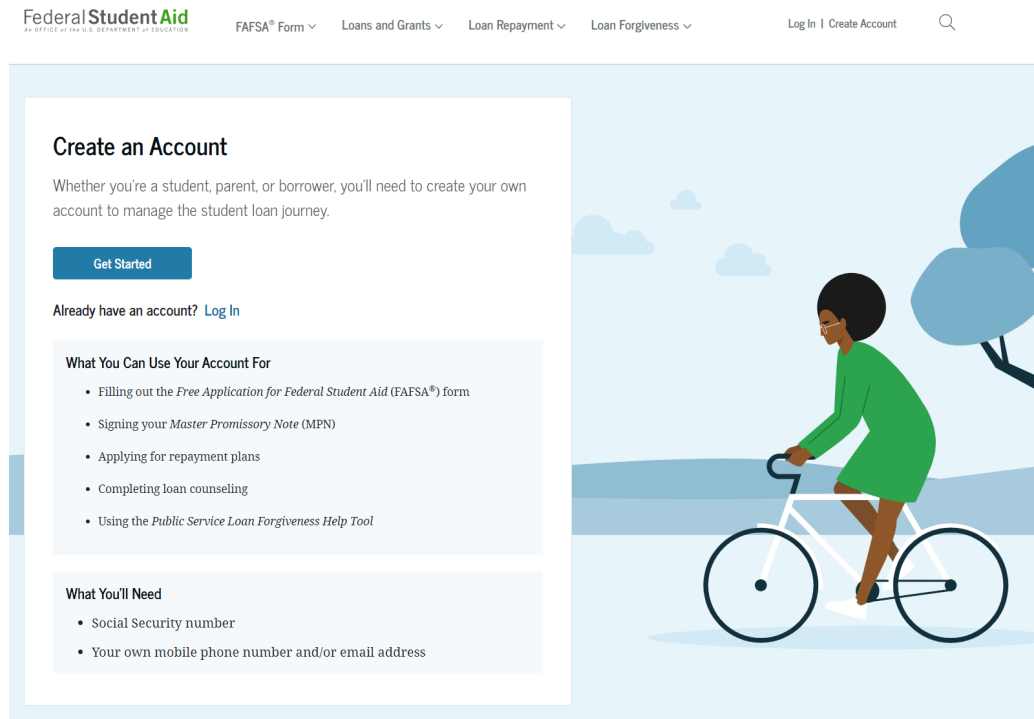 Federal Student Aid
An OFFICE of the U.S. DEPARTMENT of EDUCATION
FAFSA® Form
Loans and Grants
Loan Repayment
Loan Forgiveness
Log In | Create Account
Create an Account
Whether you're a student, parent, or borrower, you'll need to create your own
account to manage the student loan journey.
Get Started
Already have an account? Log In
What You Can Use Your Account For
• Filling out the Free Application for Federal Student Aid (FAFSA®) form
• Signing your Master Promissory Note (MPN)
• Applying for repayment plans
• Completing loan counseling
• Using the Public Service Loan Forgiveness Help Tool
What You'll Need
• Social Security number
• Your own mobile phone number and/or email address